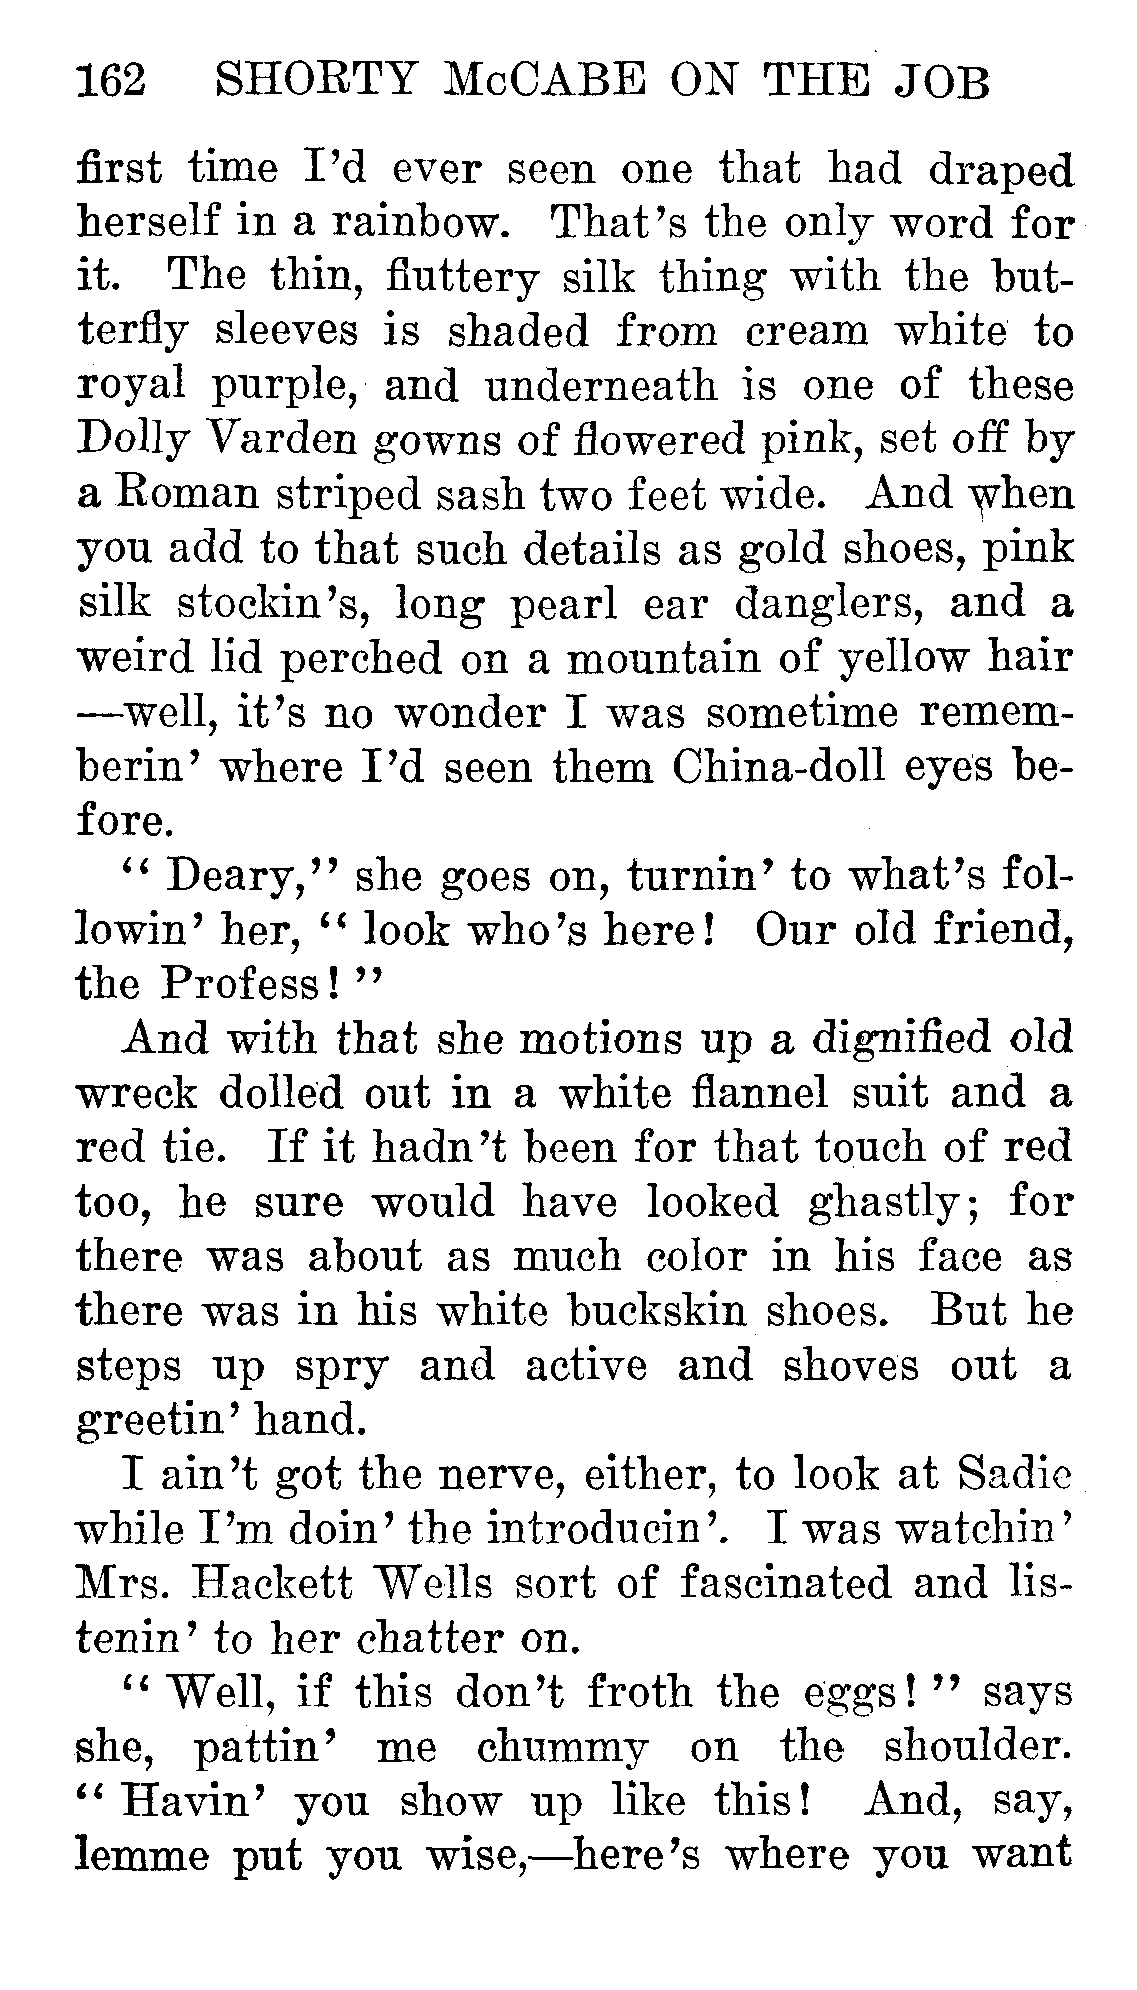 162 SHORTY McCABE ON THE JOB
first time I'd ever seen one that had draped
herself in a rainbow. That's the only word for
it. The thin, fluttery silk thing with the but-
terfly sleeves is shaded from cream white to
royal purple, and underneath is one of these
Dolly Varden gowns of flowered pink, set off by
a Roman striped sash two feet wide. And when
you add to that such details as gold shoes, pink
silk stockin's, long pearl ear danglers, and a
weird lid perched on a mountain of yellow hair
—well, it's no wonder I was sometime remem-
berin' where I'd seen them China-doll eyes be-
fore.
" Deary," she goes on, turnin' to what's fol-
lowin' her, " look who's here! Our old friend,
the Profess! "
And with that she motions up a dignified old
wreck dolled out in a white flannel suit and a
red tie. If it hadn't been for that touch of red
too, he sure would have looked ghastly; for
there was about as much color in his face as
there was in his white buckskin shoes. But he
steps up spry and active and shoves out a
greetin' hand.
I ain't got the nerve, either, to look at Sadie
while I'm doin' the introducin'. I was watchin'
Mrs. Hackett Wells sort of fascinated and lis-
tenin' to her chatter on.
" Well, if this don't froth the eggs! " says
she, pattin' me chummy on the shoulder.
" Havin' you show up like this! And, say,
lemme put you wise,—here's where you want